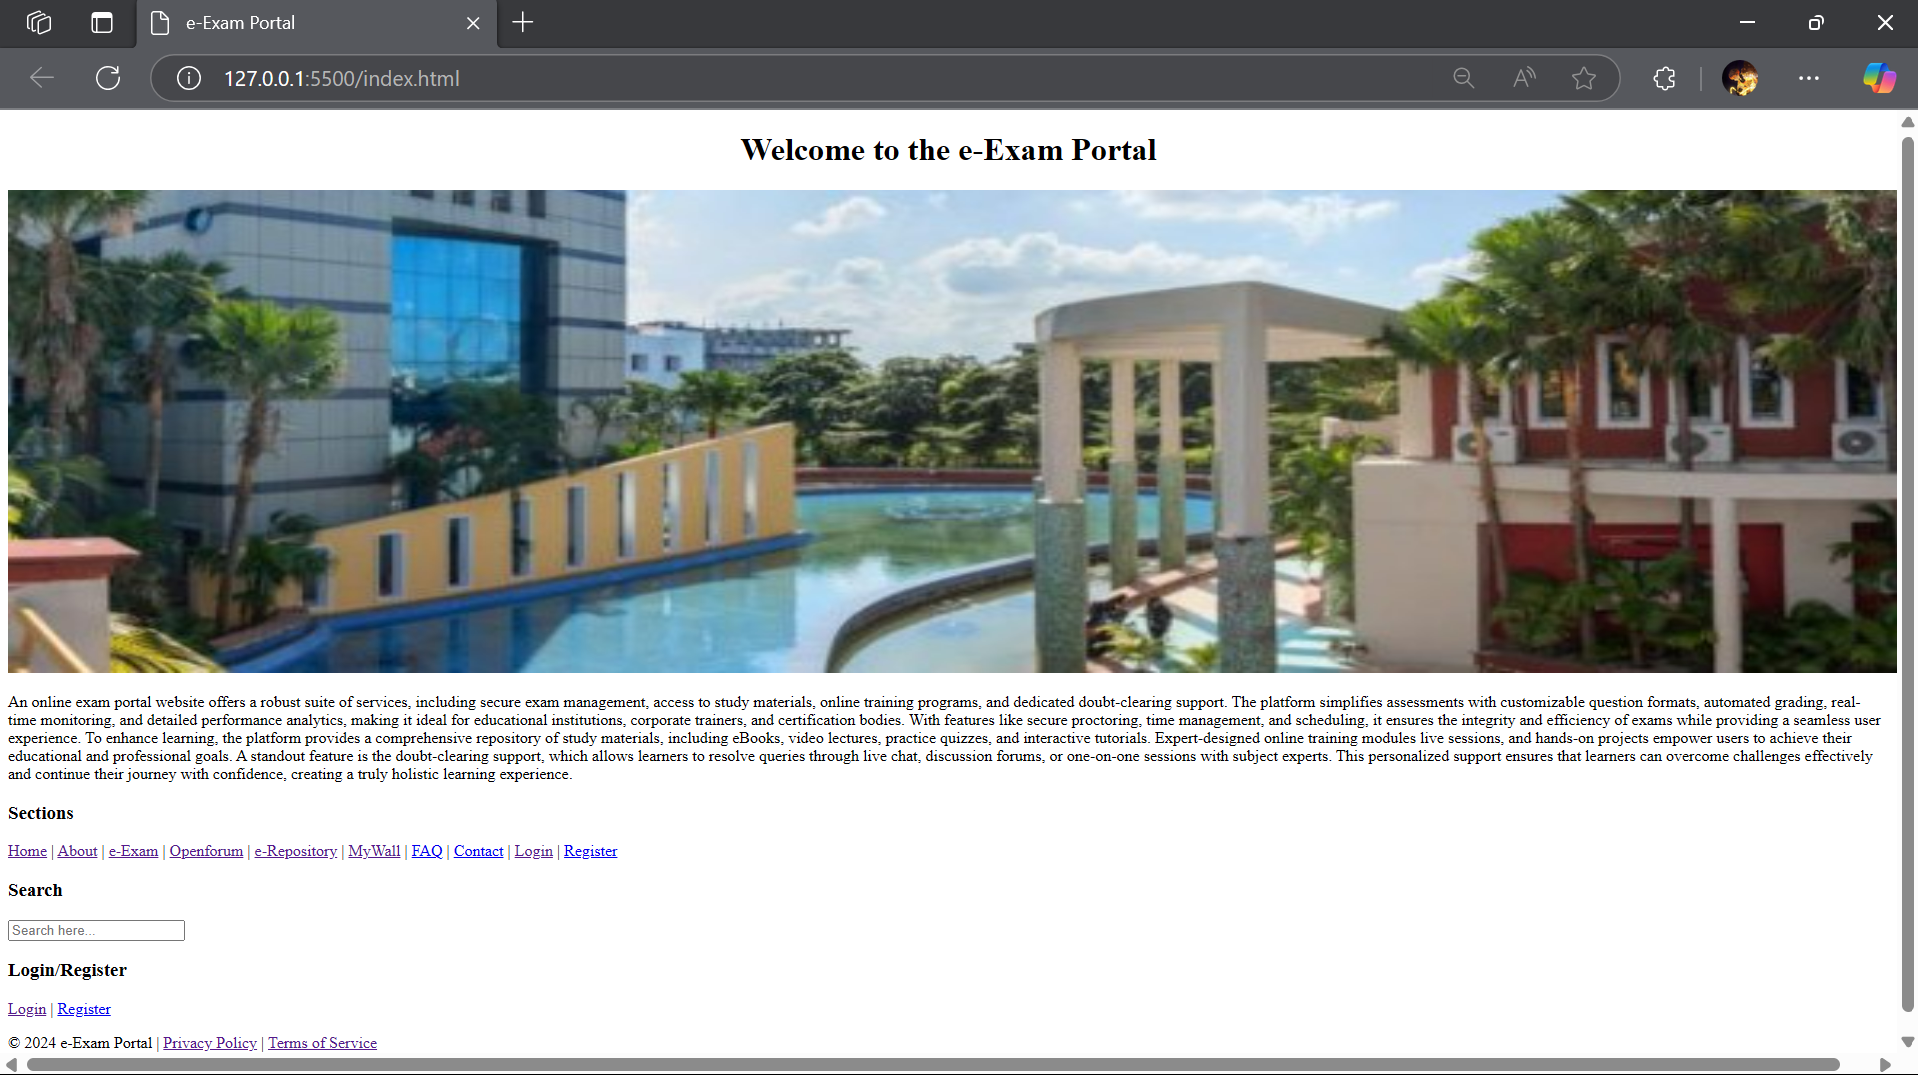 e-Exam Portal
127.0.0.1:5500/index.html
Welcome to the e-Exam Portal
An online exam portal website offers a robust suite of services, including secure exam management, access to study materials, online training programs, and dedicated doubt-clearing support. The platform simplifies assessments with customizable question formats, automated grading, real-
time monitoring, and detailed performance analytics, making it ideal for educational institutions, corporate trainers, and certification bodies. With features like secure proctoring, time management, and scheduling, it ensures the integrity and efficiency of exams while providing a seamless user
experience. To enhance learning, the platform provides a comprehensive repository of study materials, including eBooks, video lectures, practice quizzes, and interactive tutorials. Expert-designed online training modules live sessions, and hands-on projects empower users to achieve their
educational and professional goals. A standout feature is the doubt-clearing support, which allows learners to resolve queries through live chat, discussion forums, or one-on-one sessions with subject experts. This personalized support ensures that learners can overcome challenges effectively
and continue their journey with confidence, creating a truly holistic learning experience.
Sections
Home | About | e-Exam | Openforum | e-Repository | MyWall | FAQ | Contact | Login | Register
Search
Search here...
Login/Register
Login | Register
© 2024 e-Exam Portal | Privacy Policy | Terms of Service